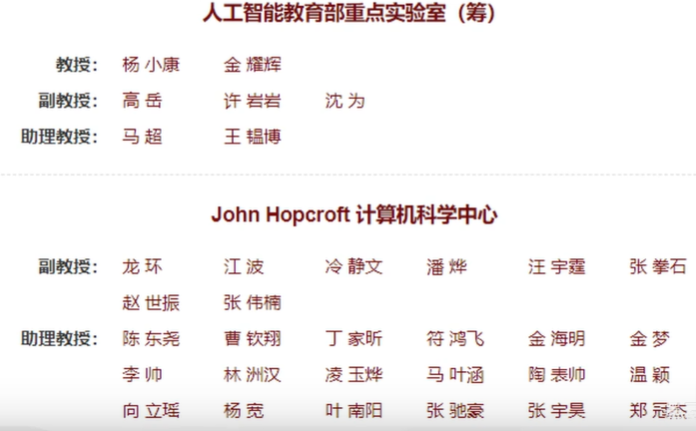 人工智能教育部重点实验室（筹）
教授： 杨 小康 金 耀辉
副教授： 高 岳 许 岩岩 沈 为
助理教授： 马 超 王 韫博
John Hopcroft 计算机科学中心
副教授： 龙 环 江 波 冷 静文 潘 烨 汪 宇霆 张 拳石
赵 世振 张 伟楠
助理教授： 陈 东尧 曹 钦翔 丁 家昕 符 鸿飞 金 海明 金 梦
李 帅 林 洲汉 凌 玉烨 马 叶涵 陶 表帅 温 颖
向 立瑶 杨 宽 叶 南阳 张 驰豪 张 宇昊 郑 冠杰